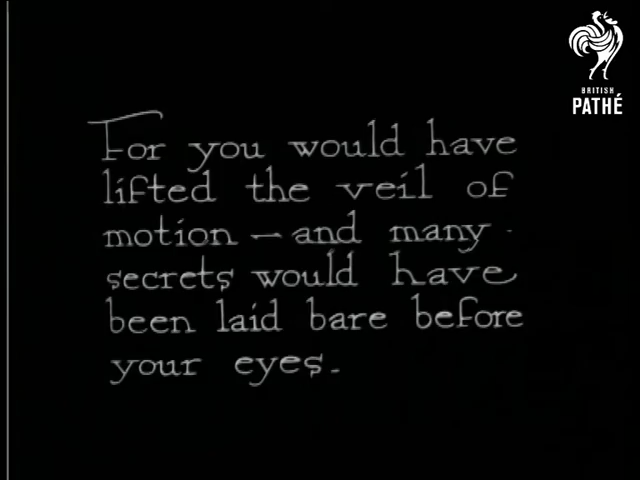 BRITISH
PATHÉ
For you would have
lifted the veil of
motion — and many
secrets would have
been laid bare before
your eyes.